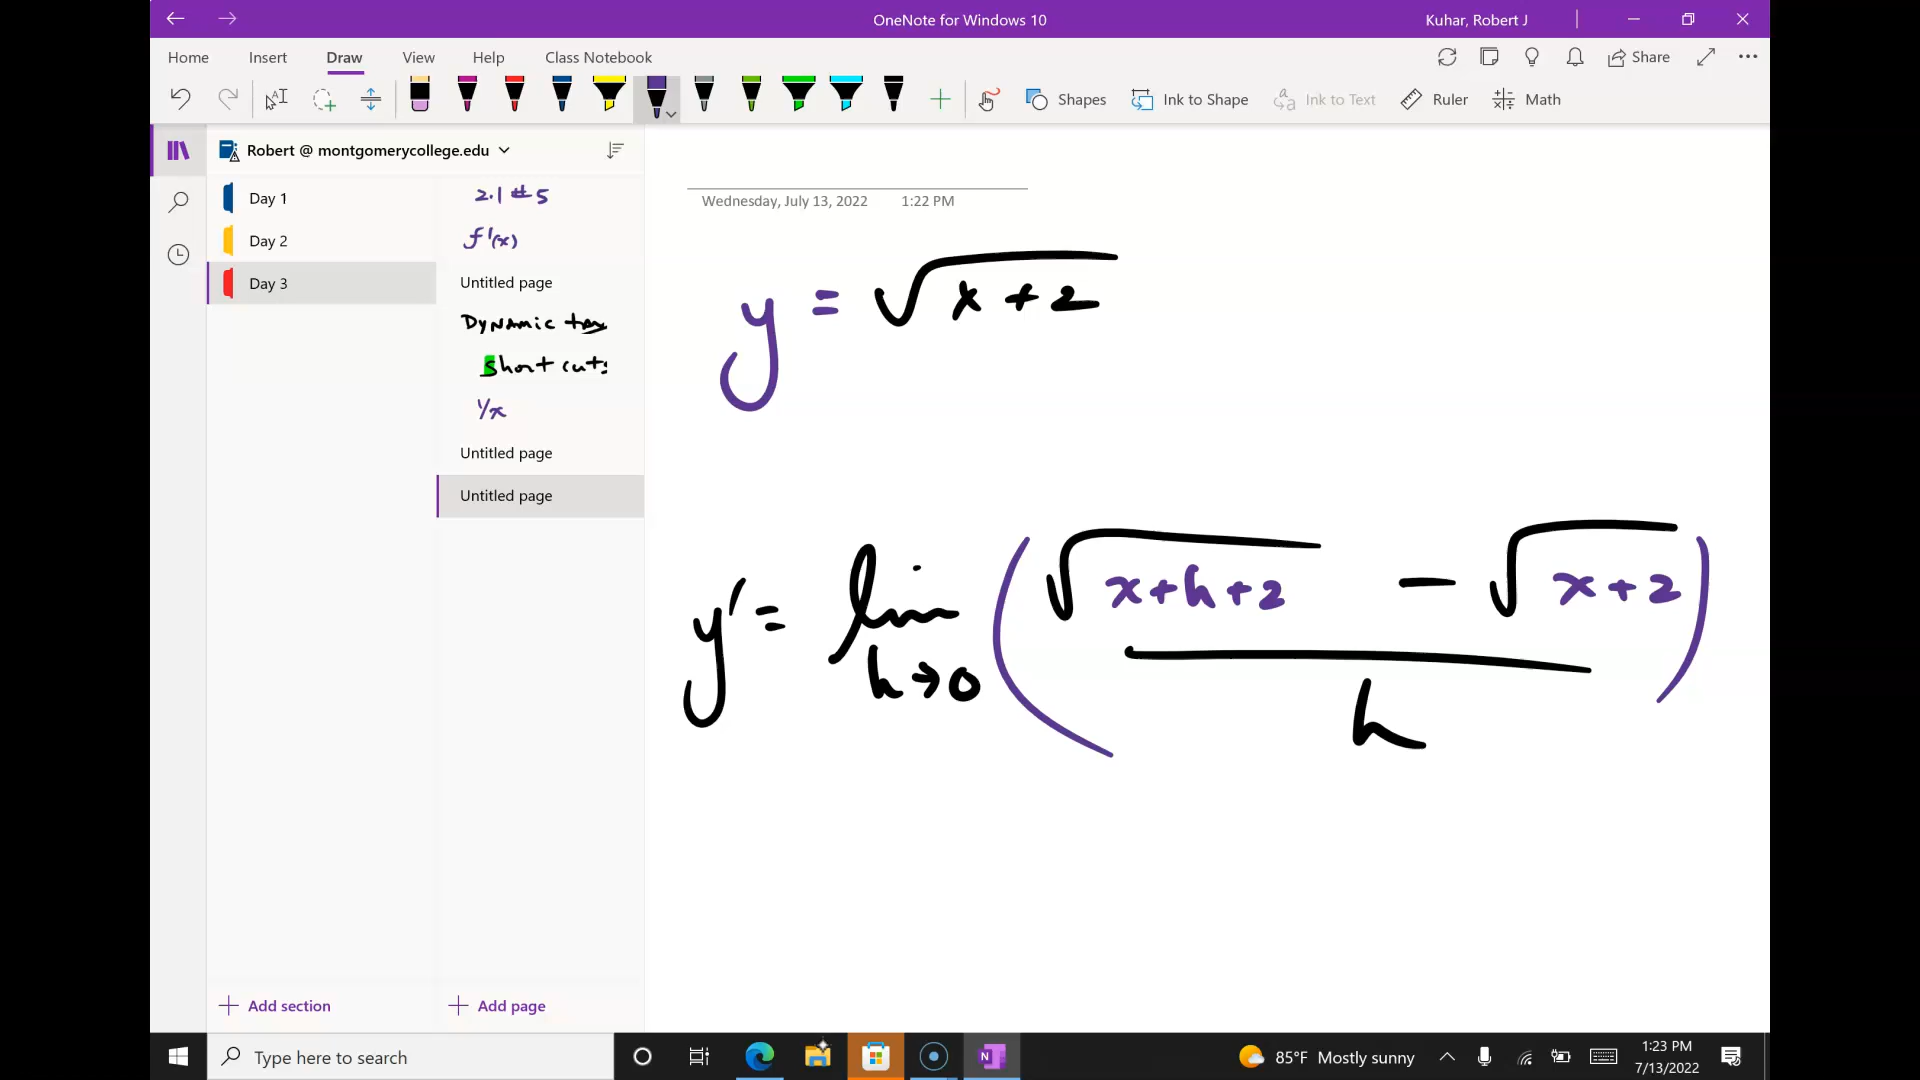 OneNote for Windows 10
Kuhar, Robert J
Home Insert Draw View Help Class Notebook
Share
Shapes Ink to Shape Ink to Text Ruler Math
Robert @ montgomerycollege.edu
Day 1
Day 2
Day 3
2.1 #5
f'(x)
Untitled page
Dynamic
Short cuts
1/x
Untitled page
Untitled page
Add section
Add page
Wednesday, July 13, 2022 1:22 PM
y = √(x + 2)
y' = lim h→0 ( (√(x+h+2) − √(x+2)) / h )
Type here to search
N
85°F Mostly sunny
1:23 PM
7/13/2022